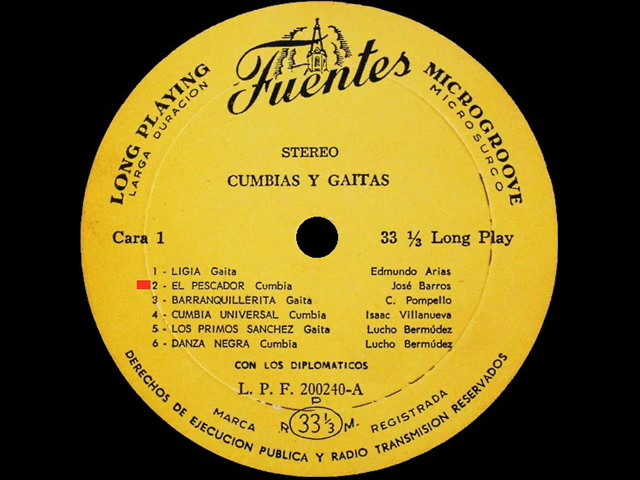 Fuentes
LONG PLAYING
LARGA DURACION
MICROGROOVE
MICROSURCO
STEREO
CUMBIAS Y GAITAS
Cara 1
33 ⅓ Long Play
1 - LIGIA Gaita Edmundo Arias
2 - EL PESCADOR Cumbia José Barros
3 - BARRANQUILLERITA Gaita C. Pompello
4 - CUMBIA UNIVERSAL Cumbia Isaac Villanueva
5 - LOS PRIMOS SANCHEZ Gaita Lucho Bermúdez
6 - DANZA NEGRA Cumbia Lucho Bermúdez
CON LOS DIPLOMATICOS
L. P. F. 200240-A
P
MARCA R 33 ⅓ M. REGISTRADA
DERECHOS DE EJECUCION PUBLICA Y RADIO TRANSMISION RESERVADOS